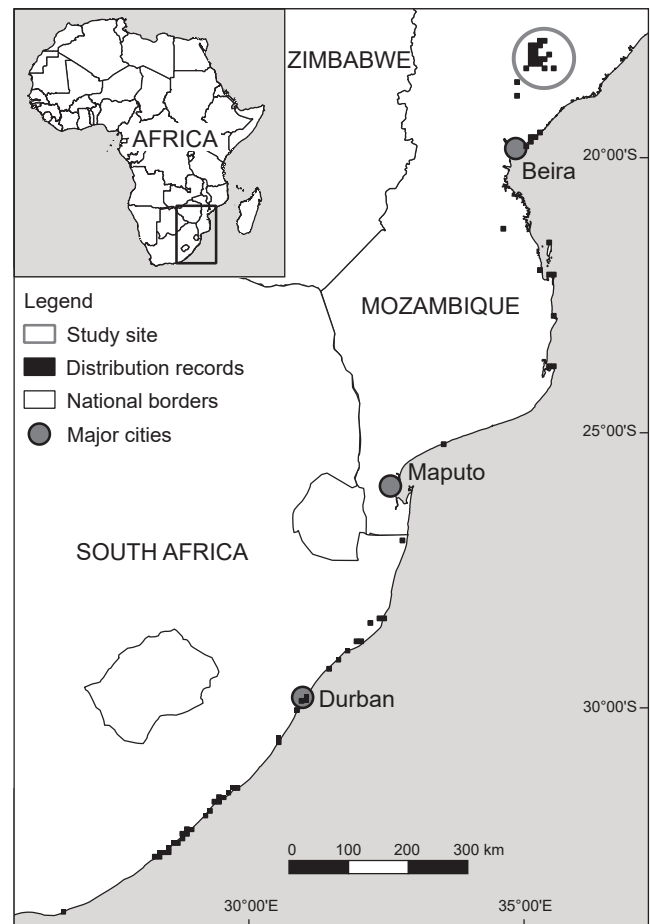 ZIMBABWE
AFRICA
20°00'S
Beira
Legend
Study site
MOZAMBIQUE
Distribution records
National borders
Major cities
25°00'S
Maputo
SOUTH AFRICA
Durban
30°00'S
0 100 200 300 km
30°00'E 35°00'E